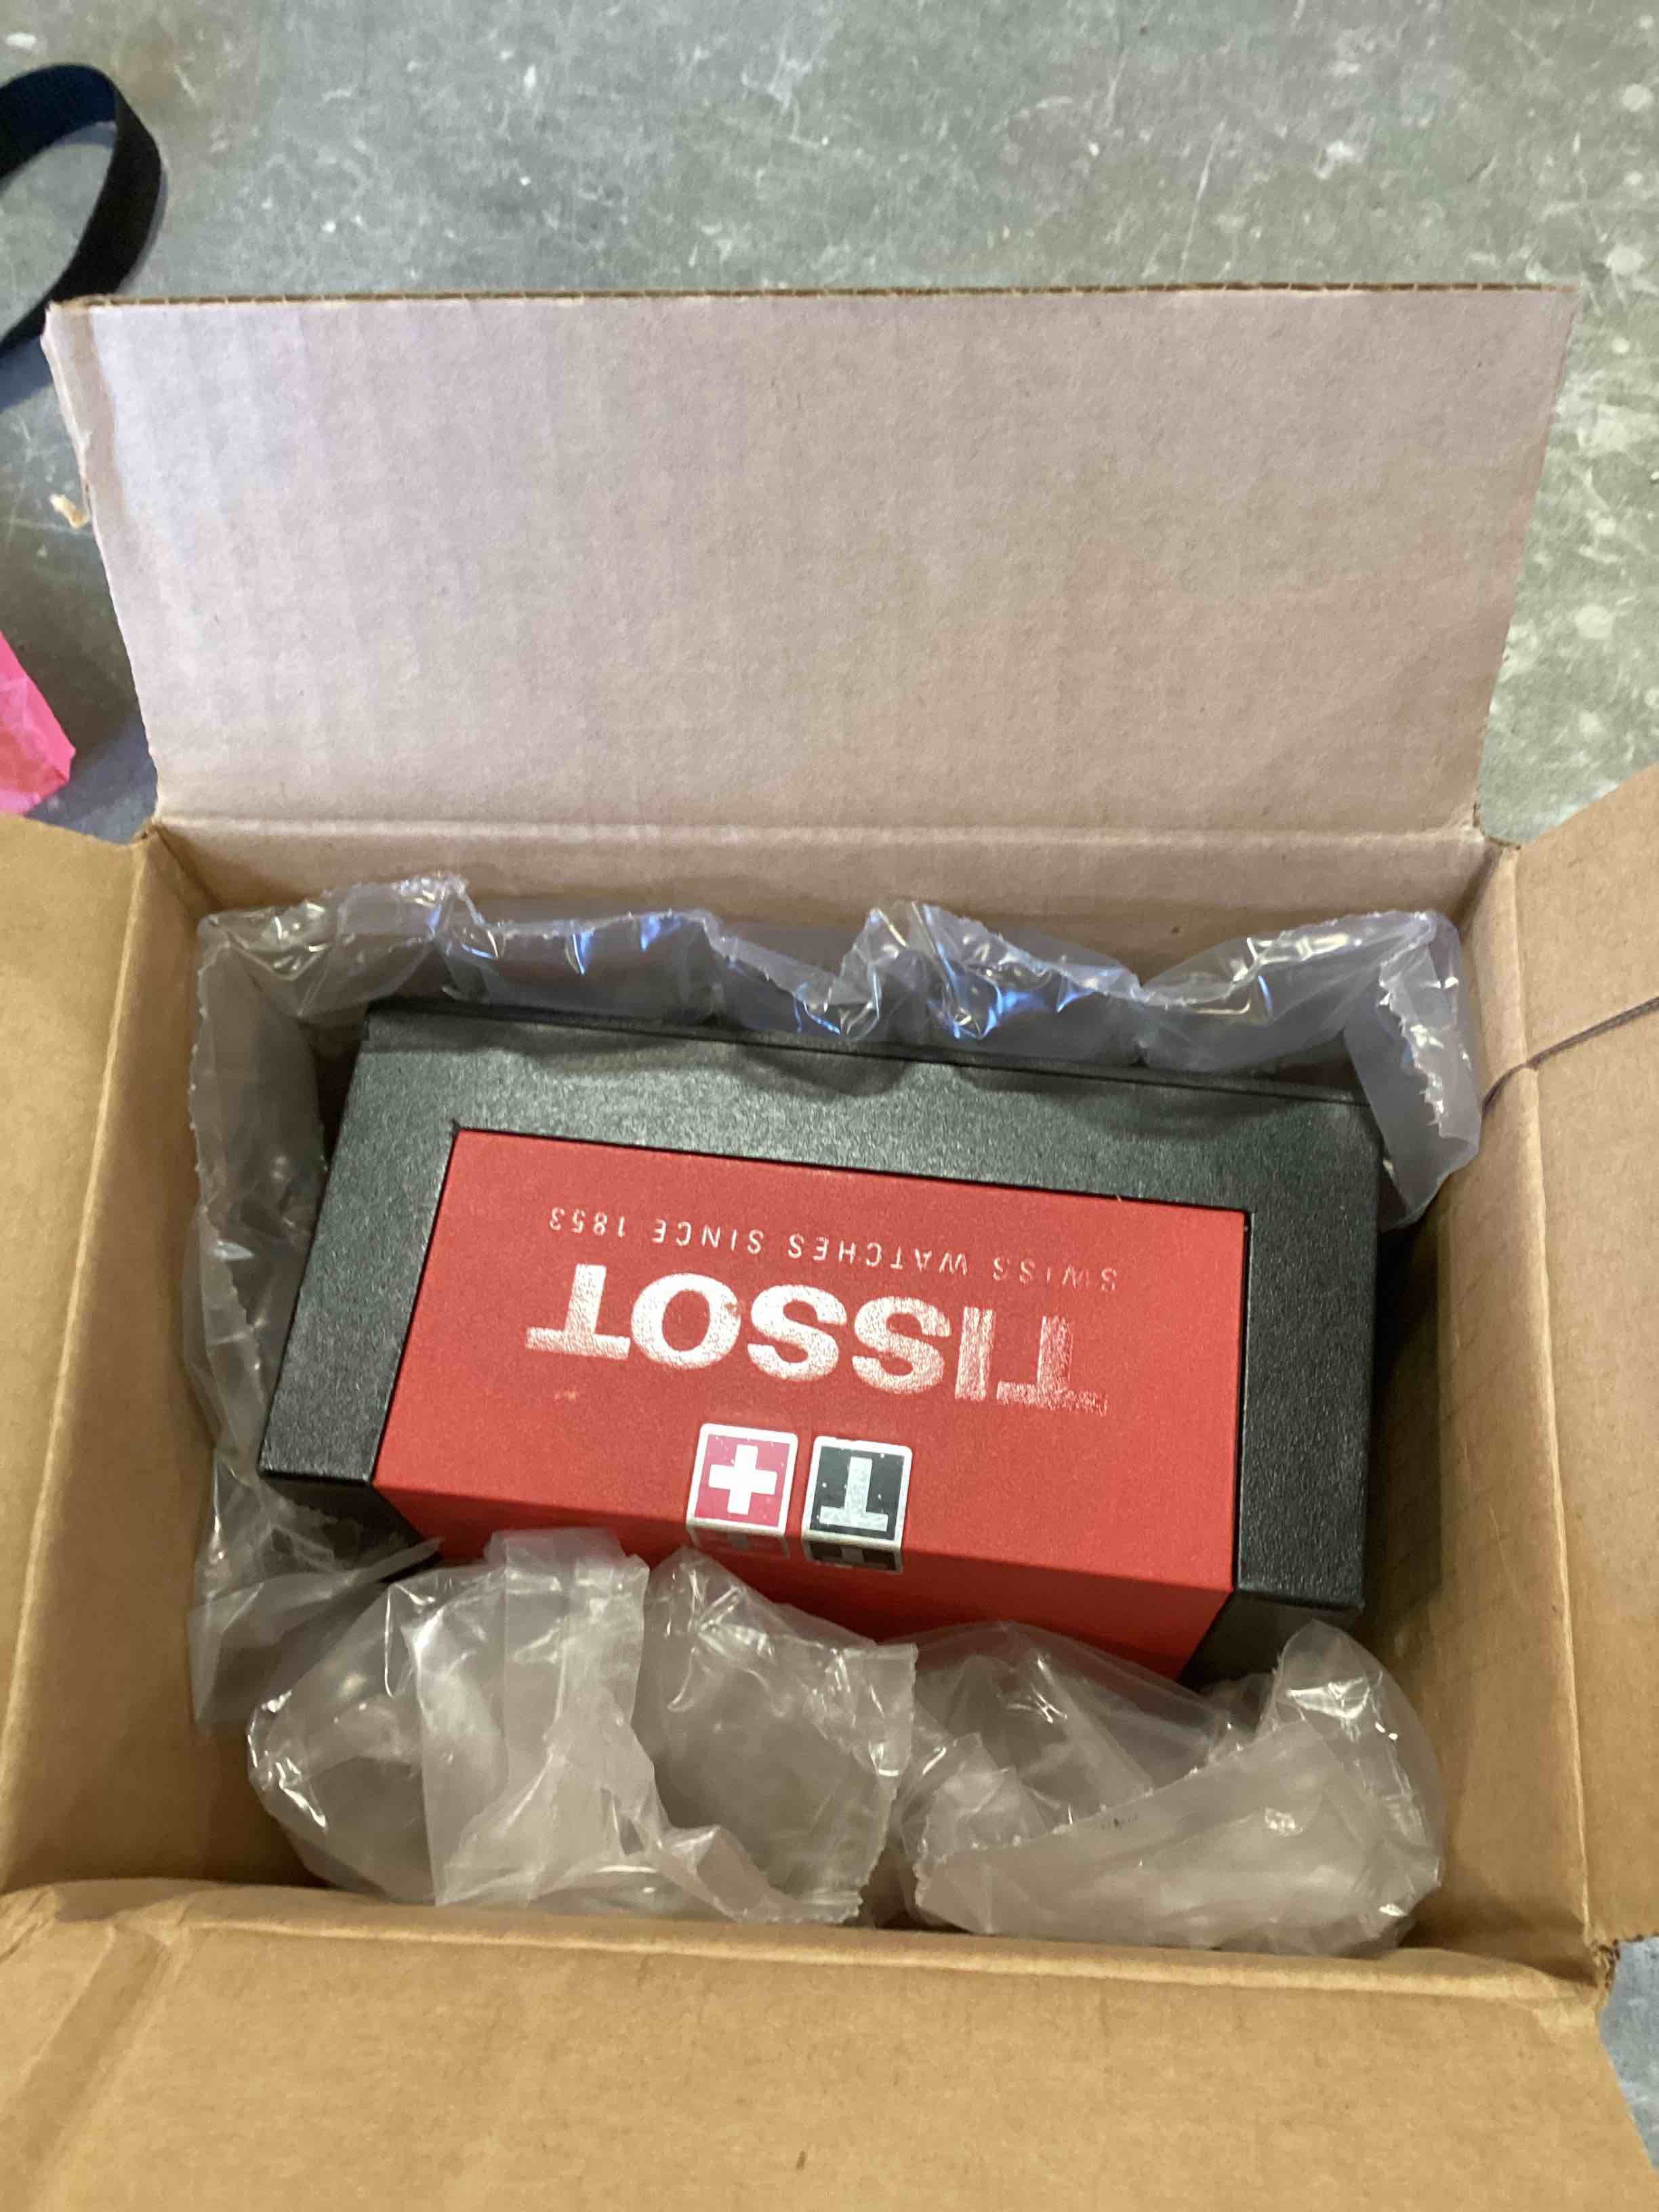 T
TISSOT
SWISS WATCHES SINCE 1853